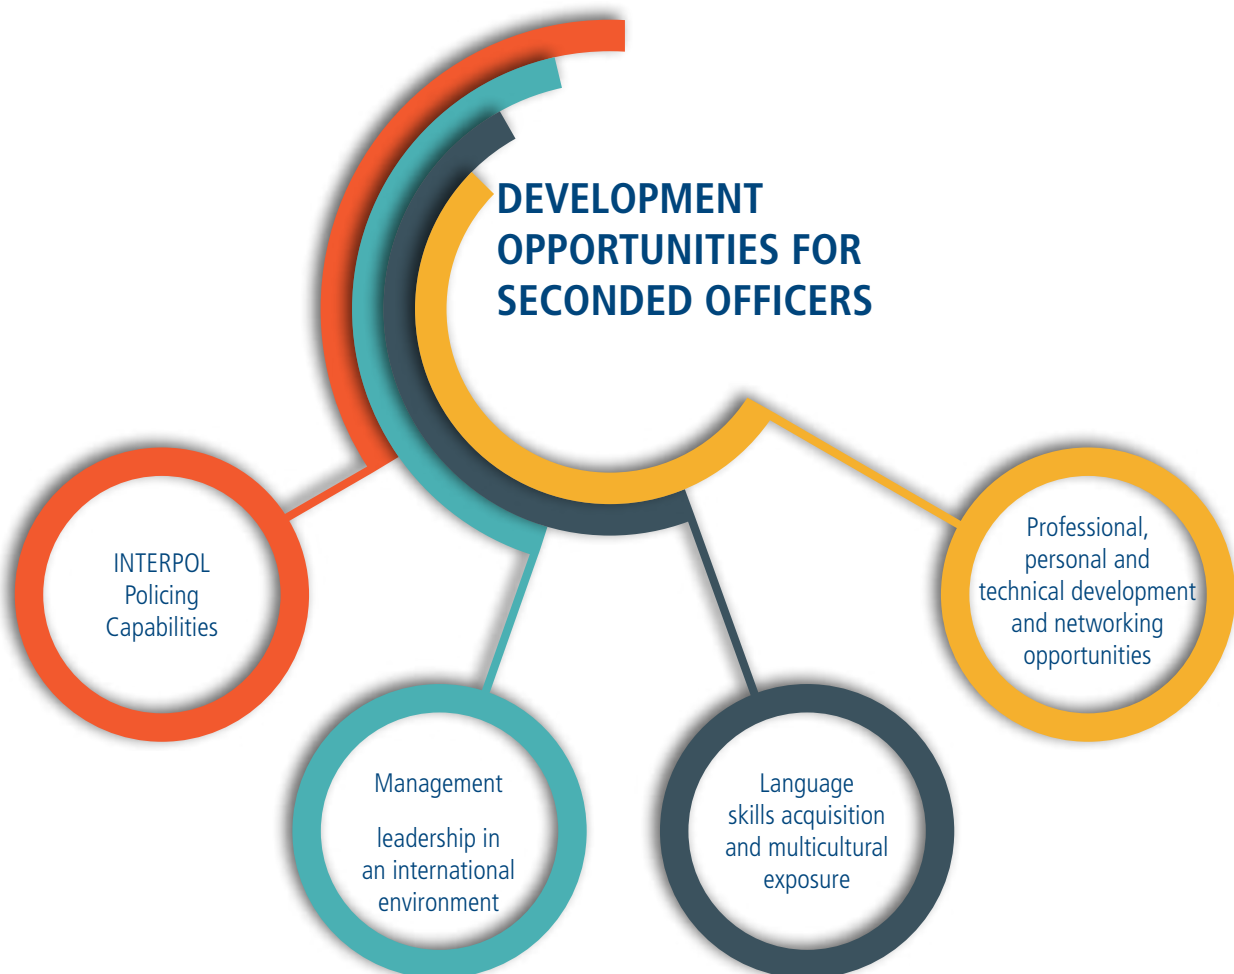 DEVELOPMENT
OPPORTUNITIES FOR
SECONDED OFFICERS
INTERPOL
Policing
Capabilities
Management
leadership in
an international
environment
Language
skills acquisition
and multicultural
exposure
Professional,
personal and
technical development
and networking
opportunities